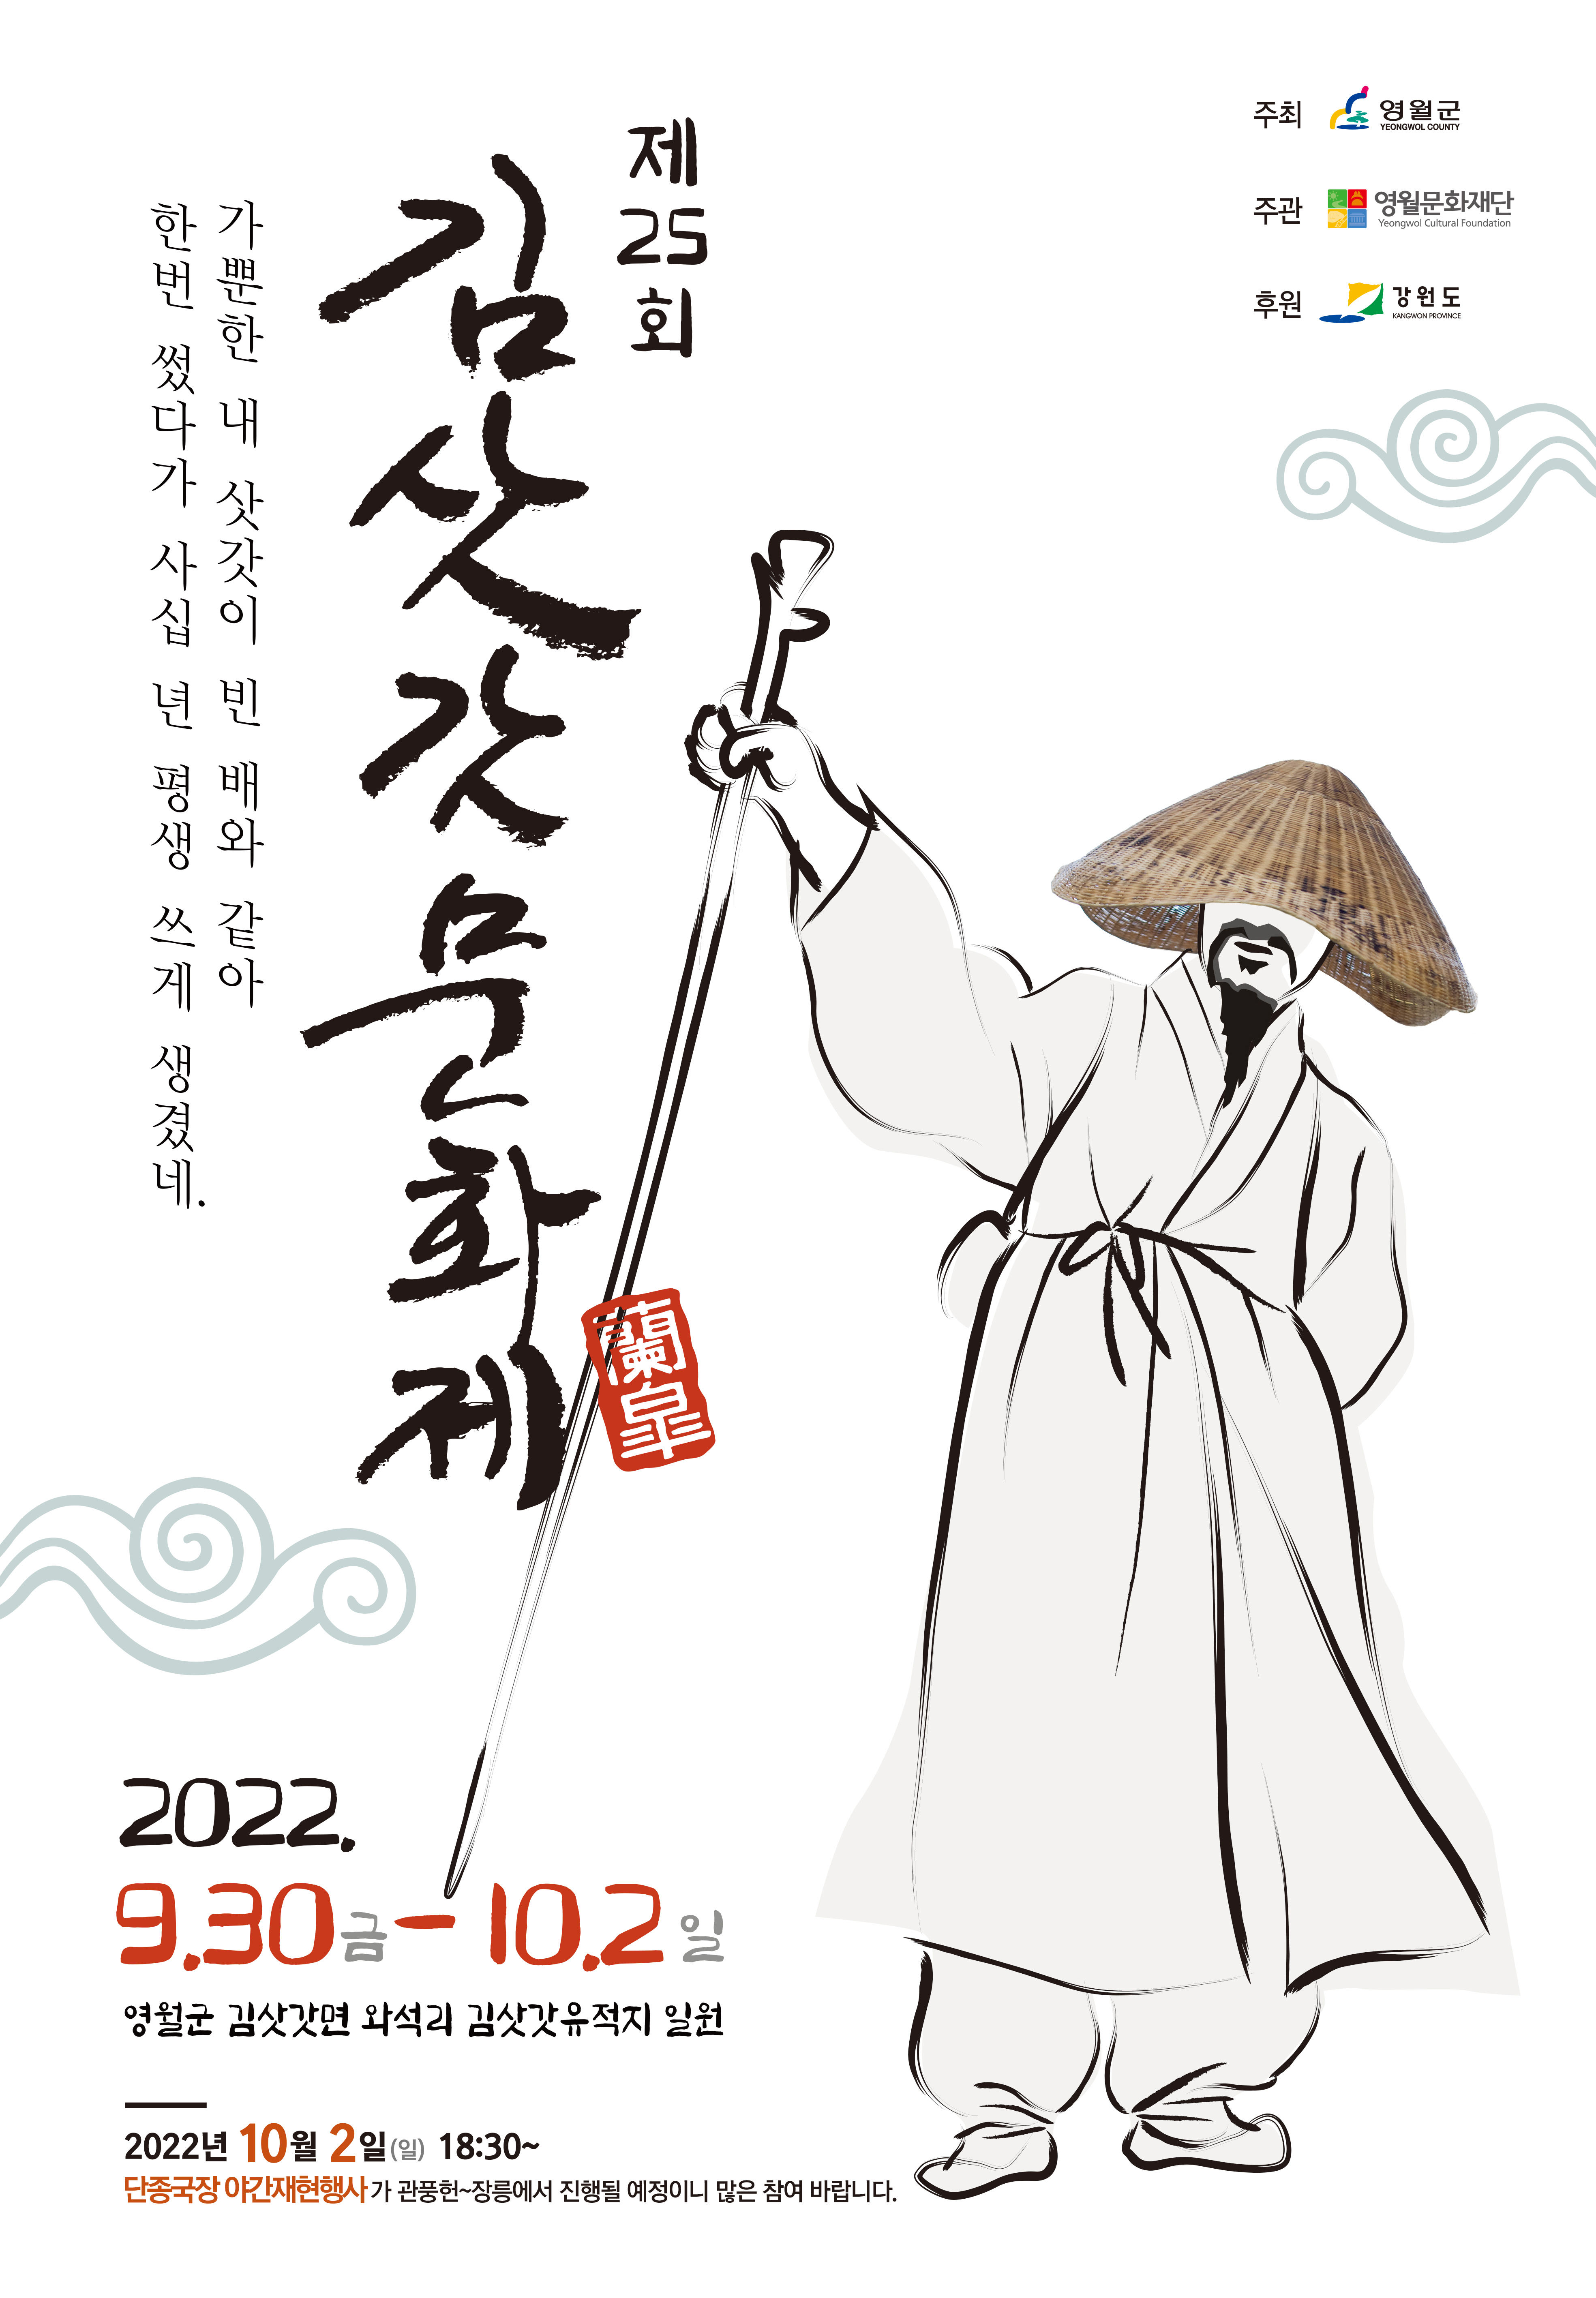 주최 영월군
YEONGWOL COUNTY
주관 영월문화재단
Yeongwol Cultural Foundation
후원 강원도
KANGWON PROVINCE
제25회
김삿갓문화제
가뿐한 내 삿갓이 빈 배와 같아
한번 썼다가 사십 년 평생 쓰게 생겼네.
蘭皐
2022.
9.30금-10.2일
영월군 김삿갓면 와석리 김삿갓유적지 일원
2022년 10월 2일(일) 18:30~
단종국장 야간재현행사가 관풍헌~장릉에서 진행될 예정이니 많은 참여 바랍니다.